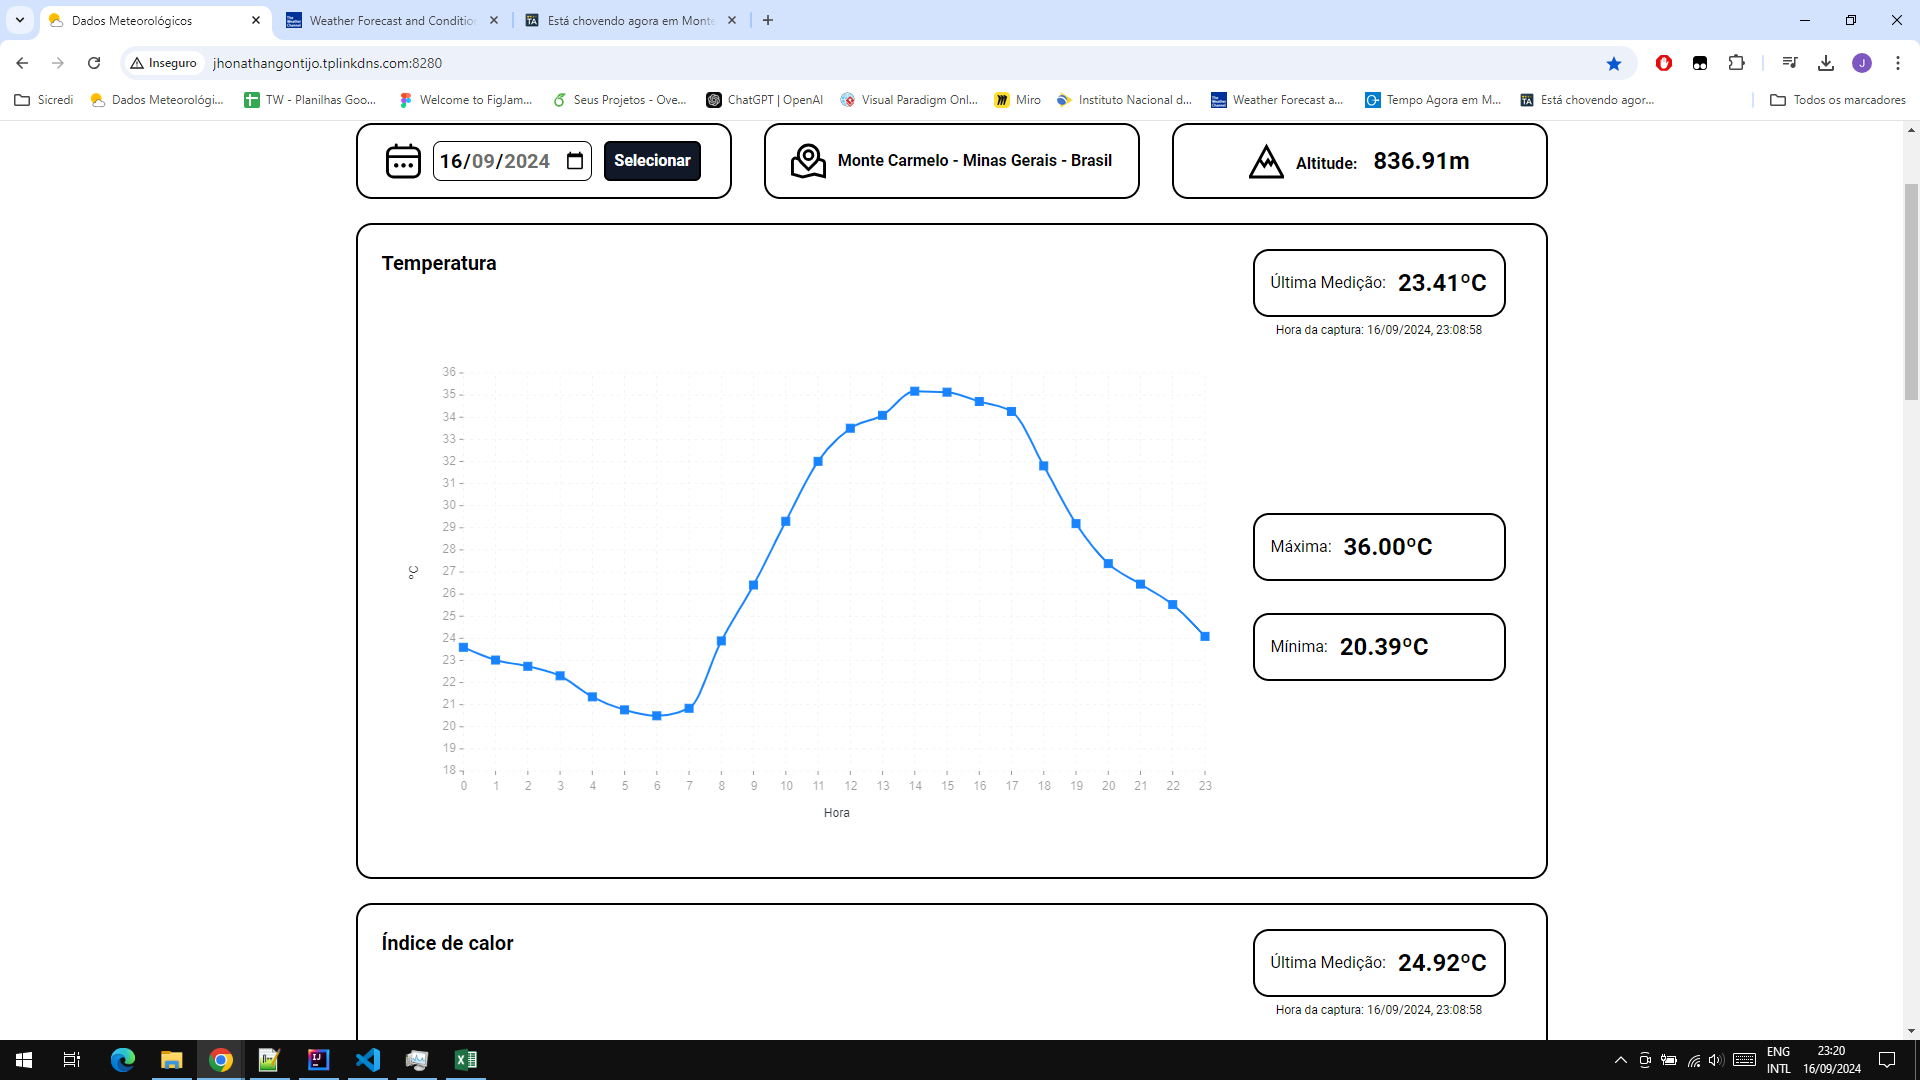 Dados Meteorológicos
Weather Forecast and Conditio
Está chovendo agora em Monte
Inseguro
jhonathangontijo.tplinkdns.com:8280
J
Sicredi
Dados Meteorológi...
TW - Planilhas Goo...
Welcome to FigJam...
Seus Projetos - Ove...
ChatGPT | OpenAI
Visual Paradigm Onl...
Miro
Instituto Nacional d...
Weather Forecast a...
Tempo Agora em M...
Está chovendo agor...
Todos os marcadores
16/09/2024
Selecionar
Monte Carmelo - Minas Gerais - Brasil
Altitude: 836.91m
Temperatura
Última Medição: 23.41ºC
Hora da captura: 16/09/2024, 23:08:58
36
35
34
33
32
31
30
29
28
27
26
25
24
23
22
21
20
19
18
ºC
0 1 2 3 4 5 6 7 8 9 10 11 12 13 14 15 16 17 18 19 20 21 22 23
Hora
Máxima: 36.00ºC
Mínima: 20.39ºC
Índice de calor
Última Medição: 24.92ºC
Hora da captura: 16/09/2024, 23:08:58
ENG
INTL
23:20
16/09/2024